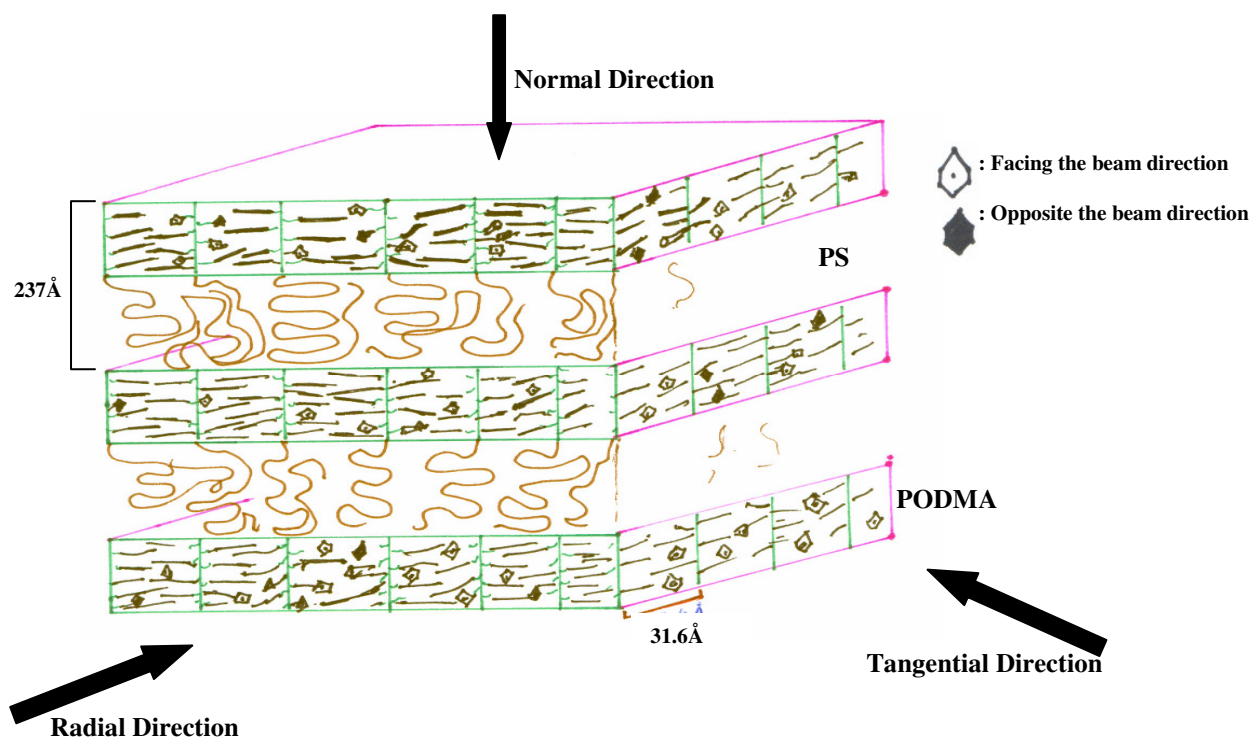 Normal Direction
: Facing the beam direction
: Opposite the beam direction
PS
237Å
PODMA
31.6Å
Tangential Direction
Radial Direction